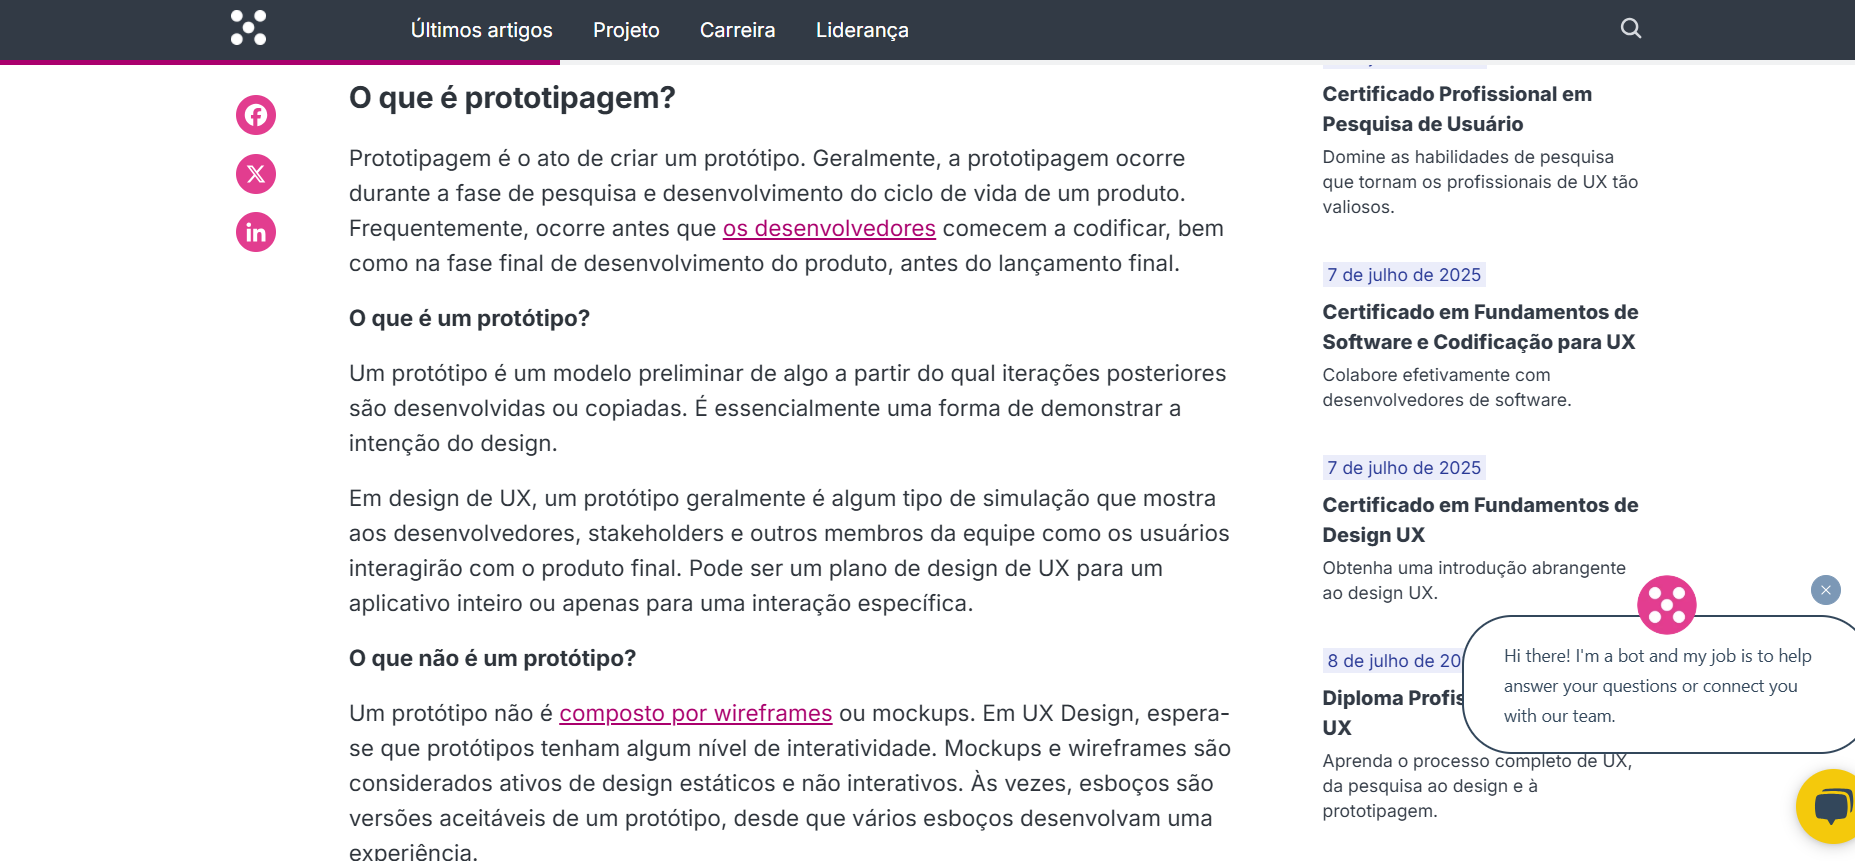 Últimos artigos
Projeto
Carreira
Liderança
O que é prototipagem?
Prototipagem é o ato de criar um protótipo. Geralmente, a prototipagem ocorre
durante a fase de pesquisa e desenvolvimento do ciclo de vida de um produto.
Frequentemente, ocorre antes que os desenvolvedores comecem a codificar, bem
como na fase final de desenvolvimento do produto, antes do lançamento final.
O que é um protótipo?
Um protótipo é um modelo preliminar de algo a partir do qual iterações posteriores
são desenvolvidas ou copiadas. É essencialmente uma forma de demonstrar a
intenção do design.
Em design de UX, um protótipo geralmente é algum tipo de simulação que mostra
aos desenvolvedores, stakeholders e outros membros da equipe como os usuários
interagirão com o produto final. Pode ser um plano de design de UX para um
aplicativo inteiro ou apenas para uma interação específica.
O que não é um protótipo?
Um protótipo não é composto por wireframes ou mockups. Em UX Design, espera-
se que protótipos tenham algum nível de interatividade. Mockups e wireframes são
considerados ativos de design estáticos e não interativos. Às vezes, esboços são
versões aceitáveis de um protótipo, desde que vários esboços desenvolvam uma
experiência.
Certificado Profissional em
Pesquisa de Usuário
Domine as habilidades de pesquisa
que tornam os profissionais de UX tão
valiosos.
7 de julho de 2025
Certificado em Fundamentos de
Software e Codificação para UX
Colabore efetivamente com
desenvolvedores de software.
7 de julho de 2025
Certificado em Fundamentos de
Design UX
Obtenha uma introdução abrangente
ao design UX.
8 de julho de 20
Diploma Profis
UX
Aprenda o processo completo de UX,
da pesquisa ao design e à
prototipagem.
Hi there! I'm a bot and my job is to help
answer your questions or connect you
with our team.